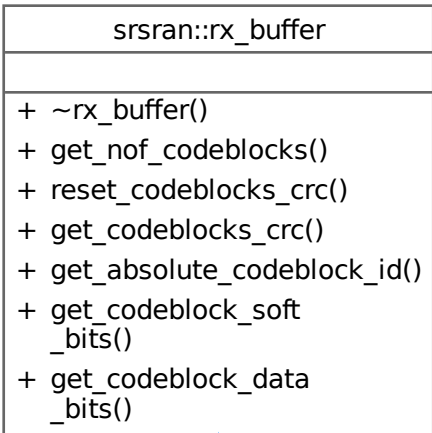 srsran::rx_buffer
+ ~rx_buffer()
+ get_nof_codeblocks()
+ reset_codeblocks_crc()
+ get_codeblocks_crc()
+ get_absolute_codeblock_id()
+ get_codeblock_soft
_bits()
+ get_codeblock_data
_bits()